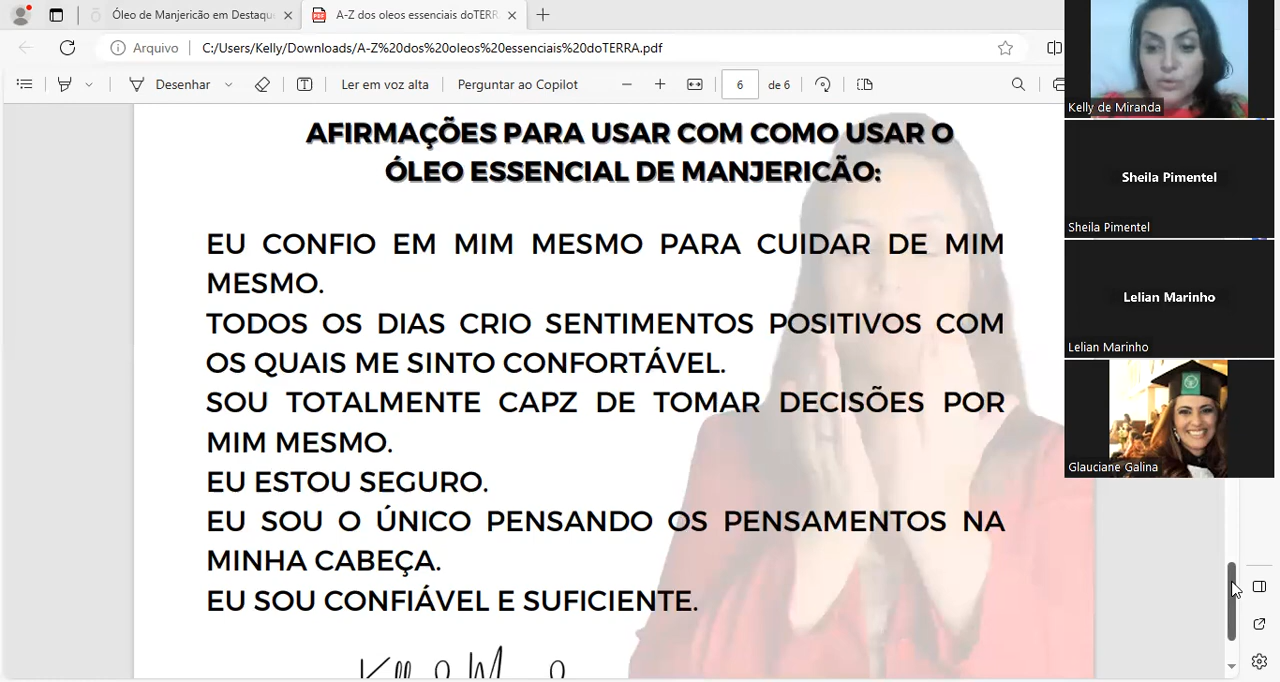 Óleo de Manjericão em Destaqu
A-Z dos oleos essenciais doTERR
Arquivo
C:/Users/Kelly/Downloads/A-Z%20dos%20oleos%20essenciais%20doTERRA.pdf
Desenhar
Ler em voz alta
Perguntar ao Copilot
6
de 6
AFIRMAÇÕES PARA USAR COM COMO USAR O
ÓLEO ESSENCIAL DE MANJERICÃO:
EU CONFIO EM MIM MESMO PARA CUIDAR DE MIM
MESMO.
TODOS OS DIAS CRIO SENTIMENTOS POSITIVOS COM
OS QUAIS ME SINTO CONFORTÁVEL.
SOU TOTALMENTE CAPZ DE TOMAR DECISÕES POR
MIM MESMO.
EU ESTOU SEGURO.
EU SOU O ÚNICO PENSANDO OS PENSAMENTOS NA
MINHA CABEÇA.
EU SOU CONFIÁVEL E SUFICIENTE.
Kelly de Miranda
Sheila Pimentel
Sheila Pimentel
Lelian Marinho
Lelian Marinho
Glauciane Galina